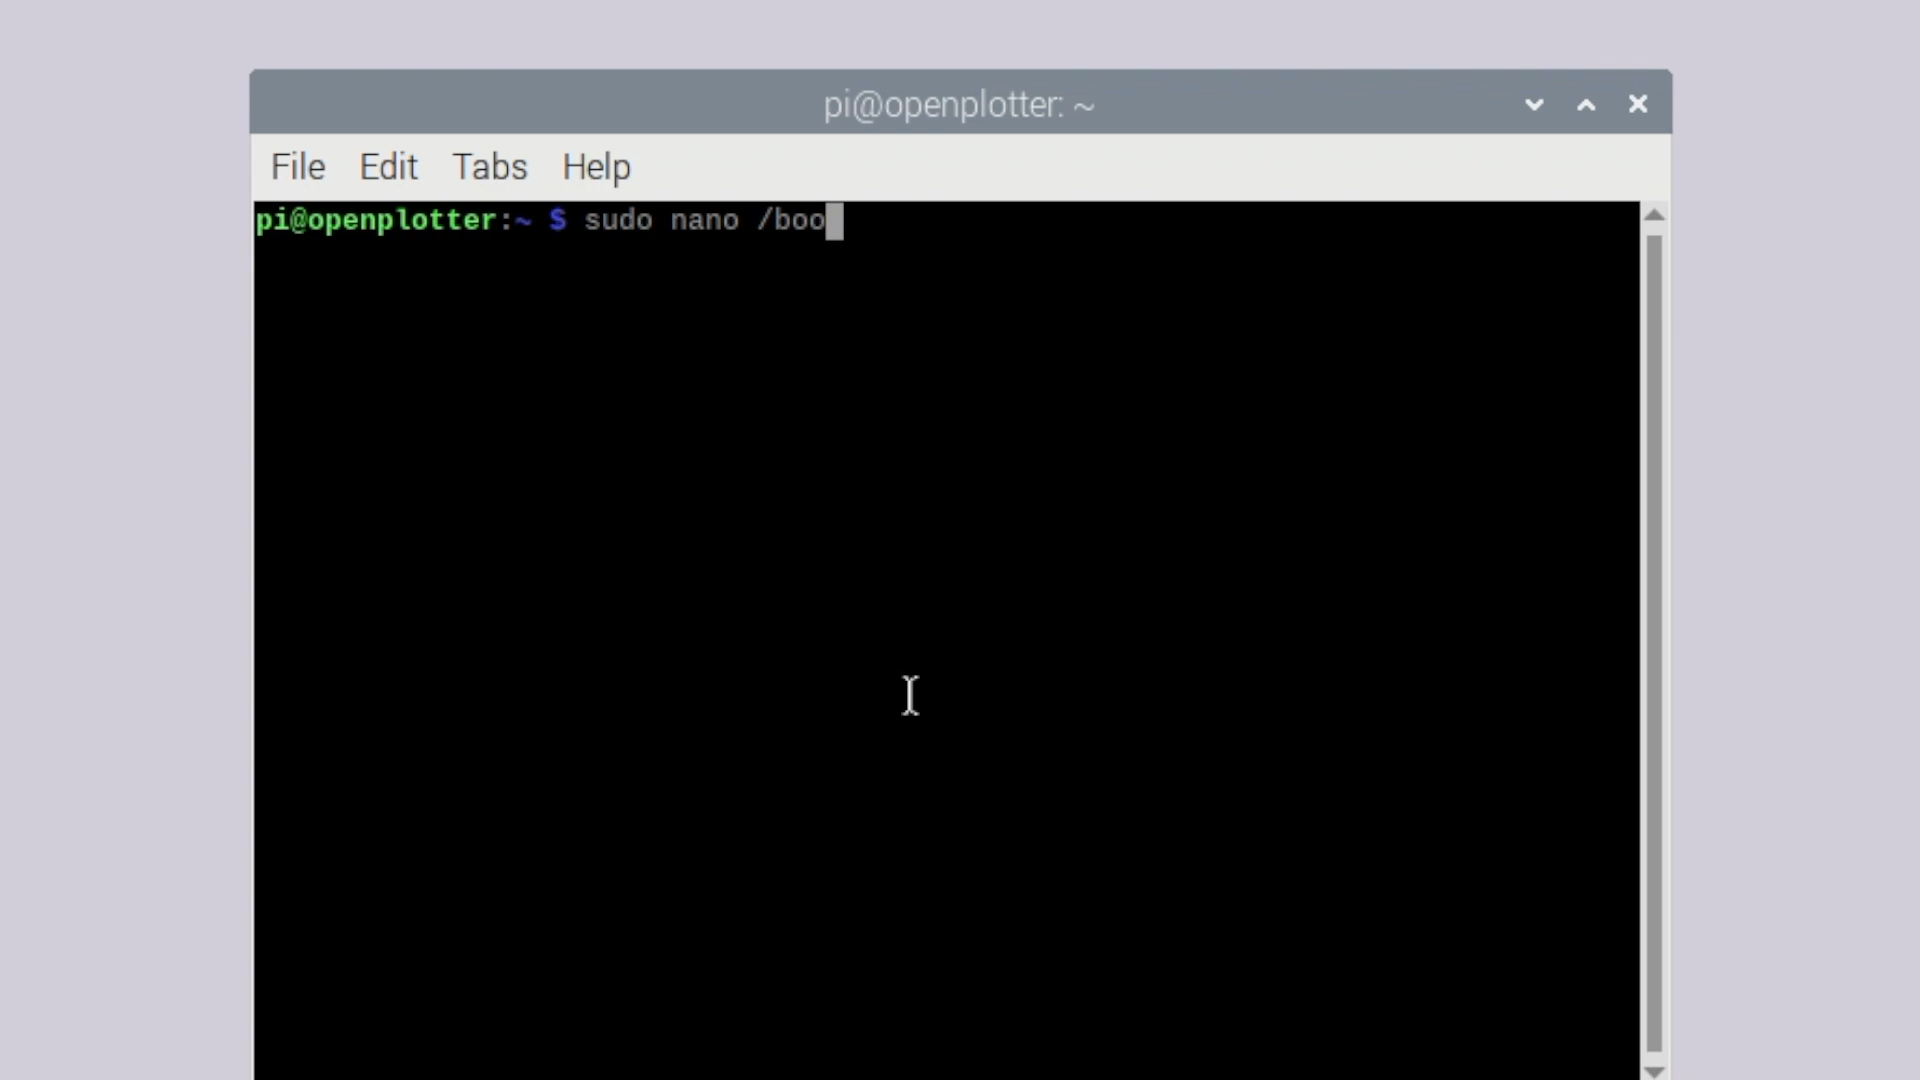 pi@openplotter: ~
File Edit Tabs Help
pi@openplotter:~ $ sudo nano /boo